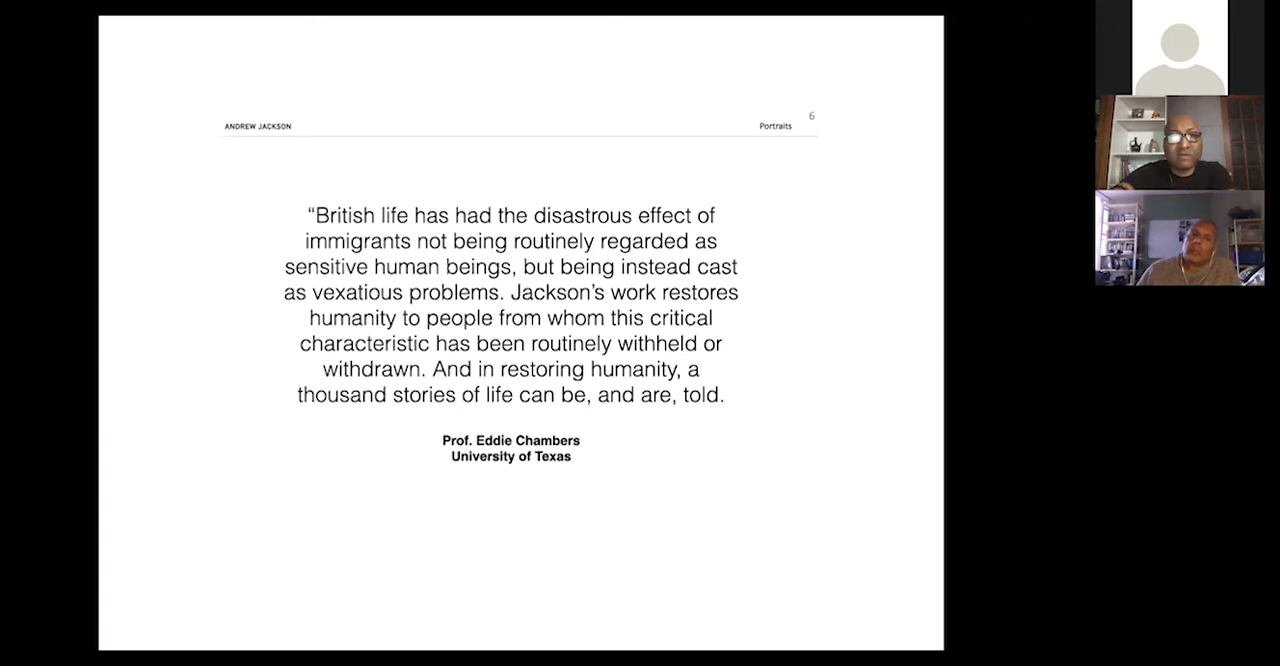 ANDREW JACKSON
Portraits
6
“British life has had the disastrous effect of
immigrants not being routinely regarded as
sensitive human beings, but being instead cast
as vexatious problems. Jackson’s work restores
humanity to people from whom this critical
characteristic has been routinely withheld or
withdrawn. And in restoring humanity, a
thousand stories of life can be, and are, told.
Prof. Eddie Chambers
University of Texas